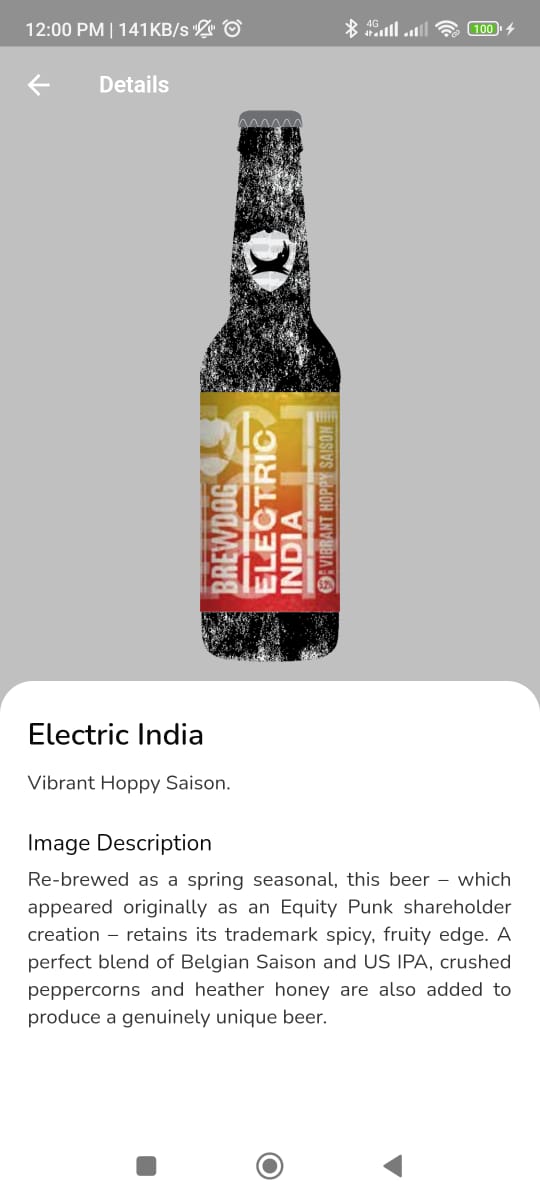 12:00 PM | 141KB/s
4G
100
Details
BREWDOG
ELECTRIC
INDIA
VIBRANT HOPPY SAISON
Electric India
Vibrant Hoppy Saison.
Image Description
Re-brewed as a spring seasonal, this beer – which
appeared originally as an Equity Punk shareholder
creation – retains its trademark spicy, fruity edge. A
perfect blend of Belgian Saison and US IPA, crushed
peppercorns and heather honey are also added to
produce a genuinely unique beer.